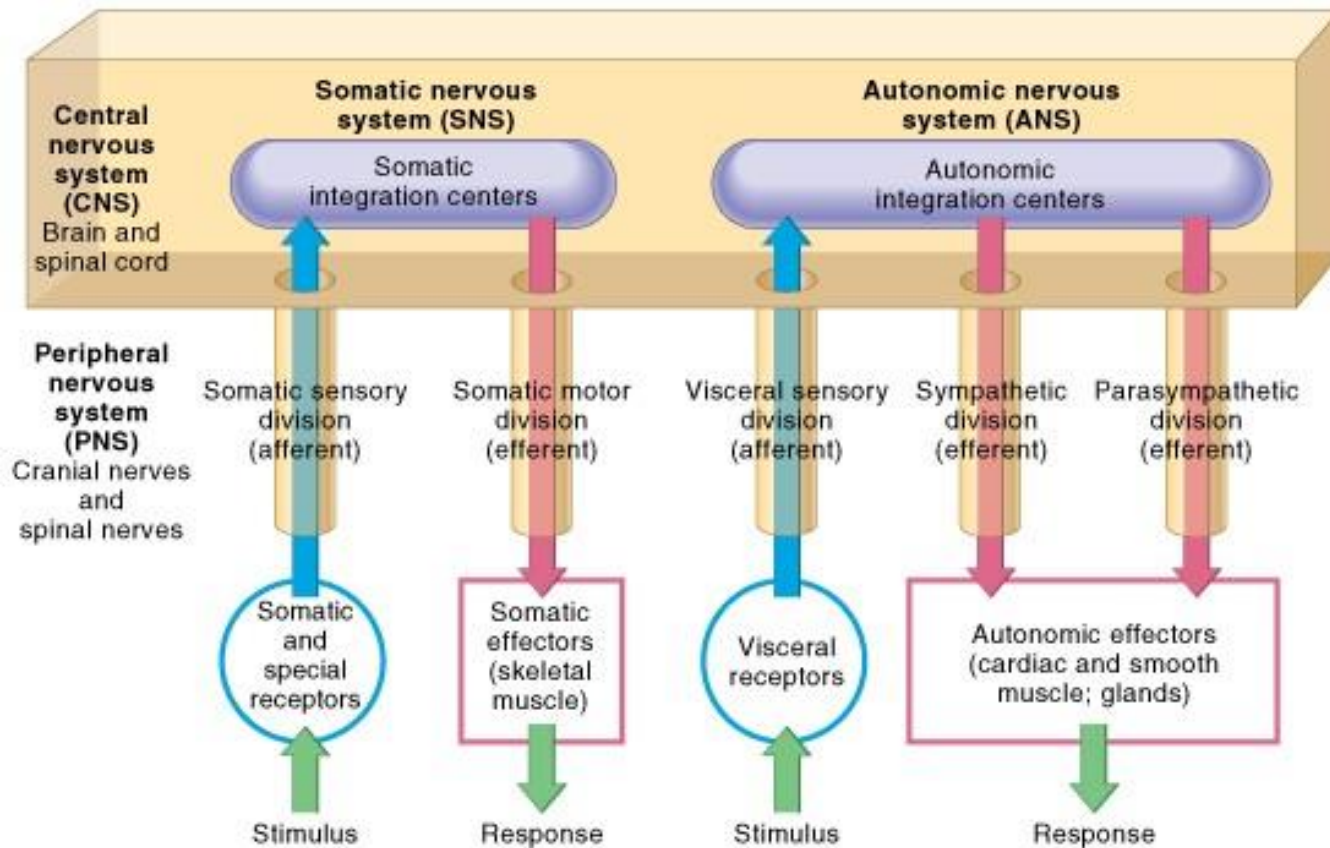 Somatic nervous
system (SNS)
Autonomic nervous
system (ANS)
Central
nervous
system
(CNS)
Brain and
spinal cord
Somatic
integration centers
Autonomic
integration centers
Peripheral
nervous
system
(PNS)
Cranial nerves
and
spinal nerves
Somatic sensory
division
(afferent)
Somatic motor
division
(efferent)
Visceral sensory
division
(afferent)
Sympathetic
division
(efferent)
Parasympathetic
division
(efferent)
Somatic
and
special
receptors
Somatic
effectors
(skeletal
muscle)
Visceral
receptors
Autonomic effectors
(cardiac and smooth
muscle; glands)
Stimulus
Response
Stimulus
Response